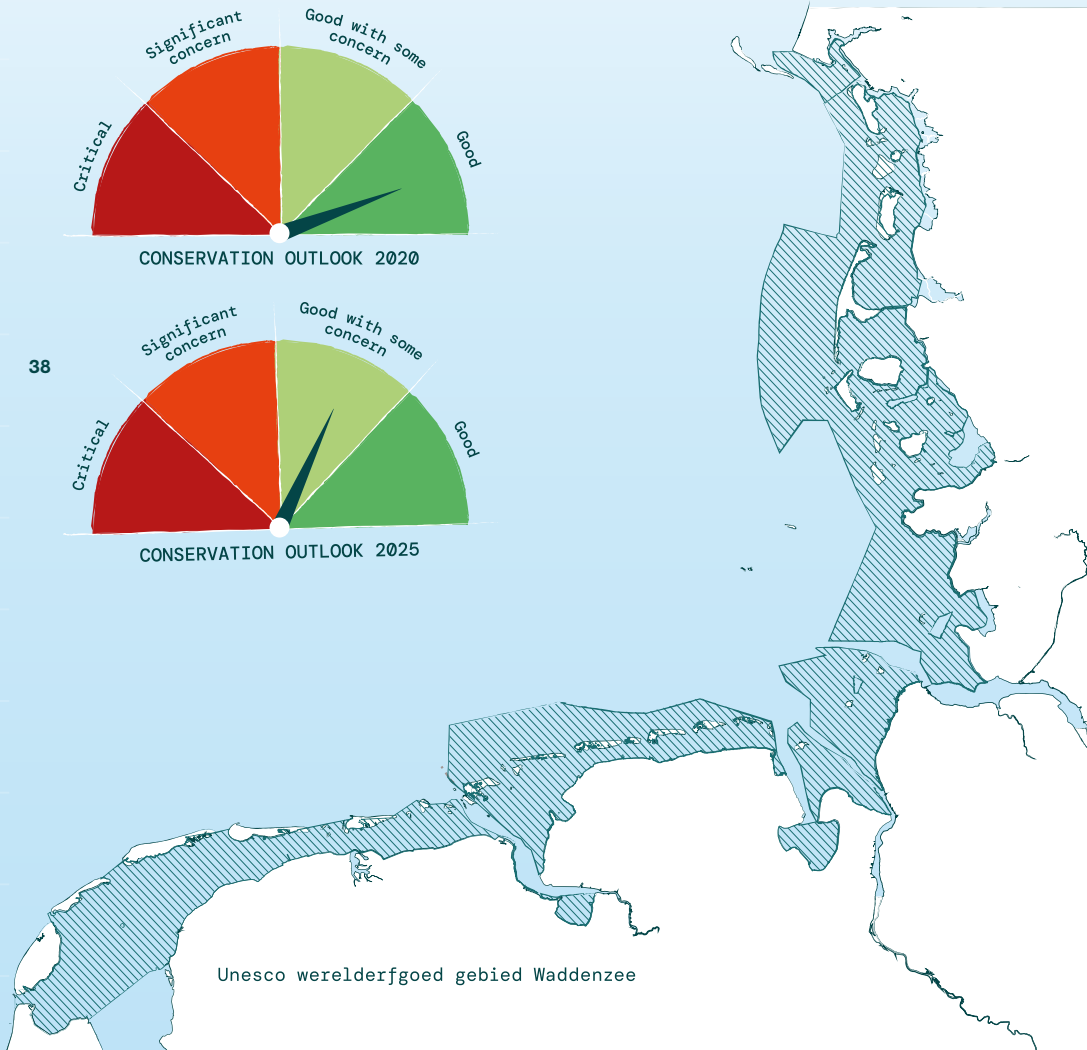 Significant
concern
Good with some
concern
Critical
Good
CONSERVATION OUTLOOK 2020
Significant
concern
Good with some
concern
38
Critical
Good
CONSERVATION OUTLOOK 2025
Unesco werelderfgoed gebied Waddenzee